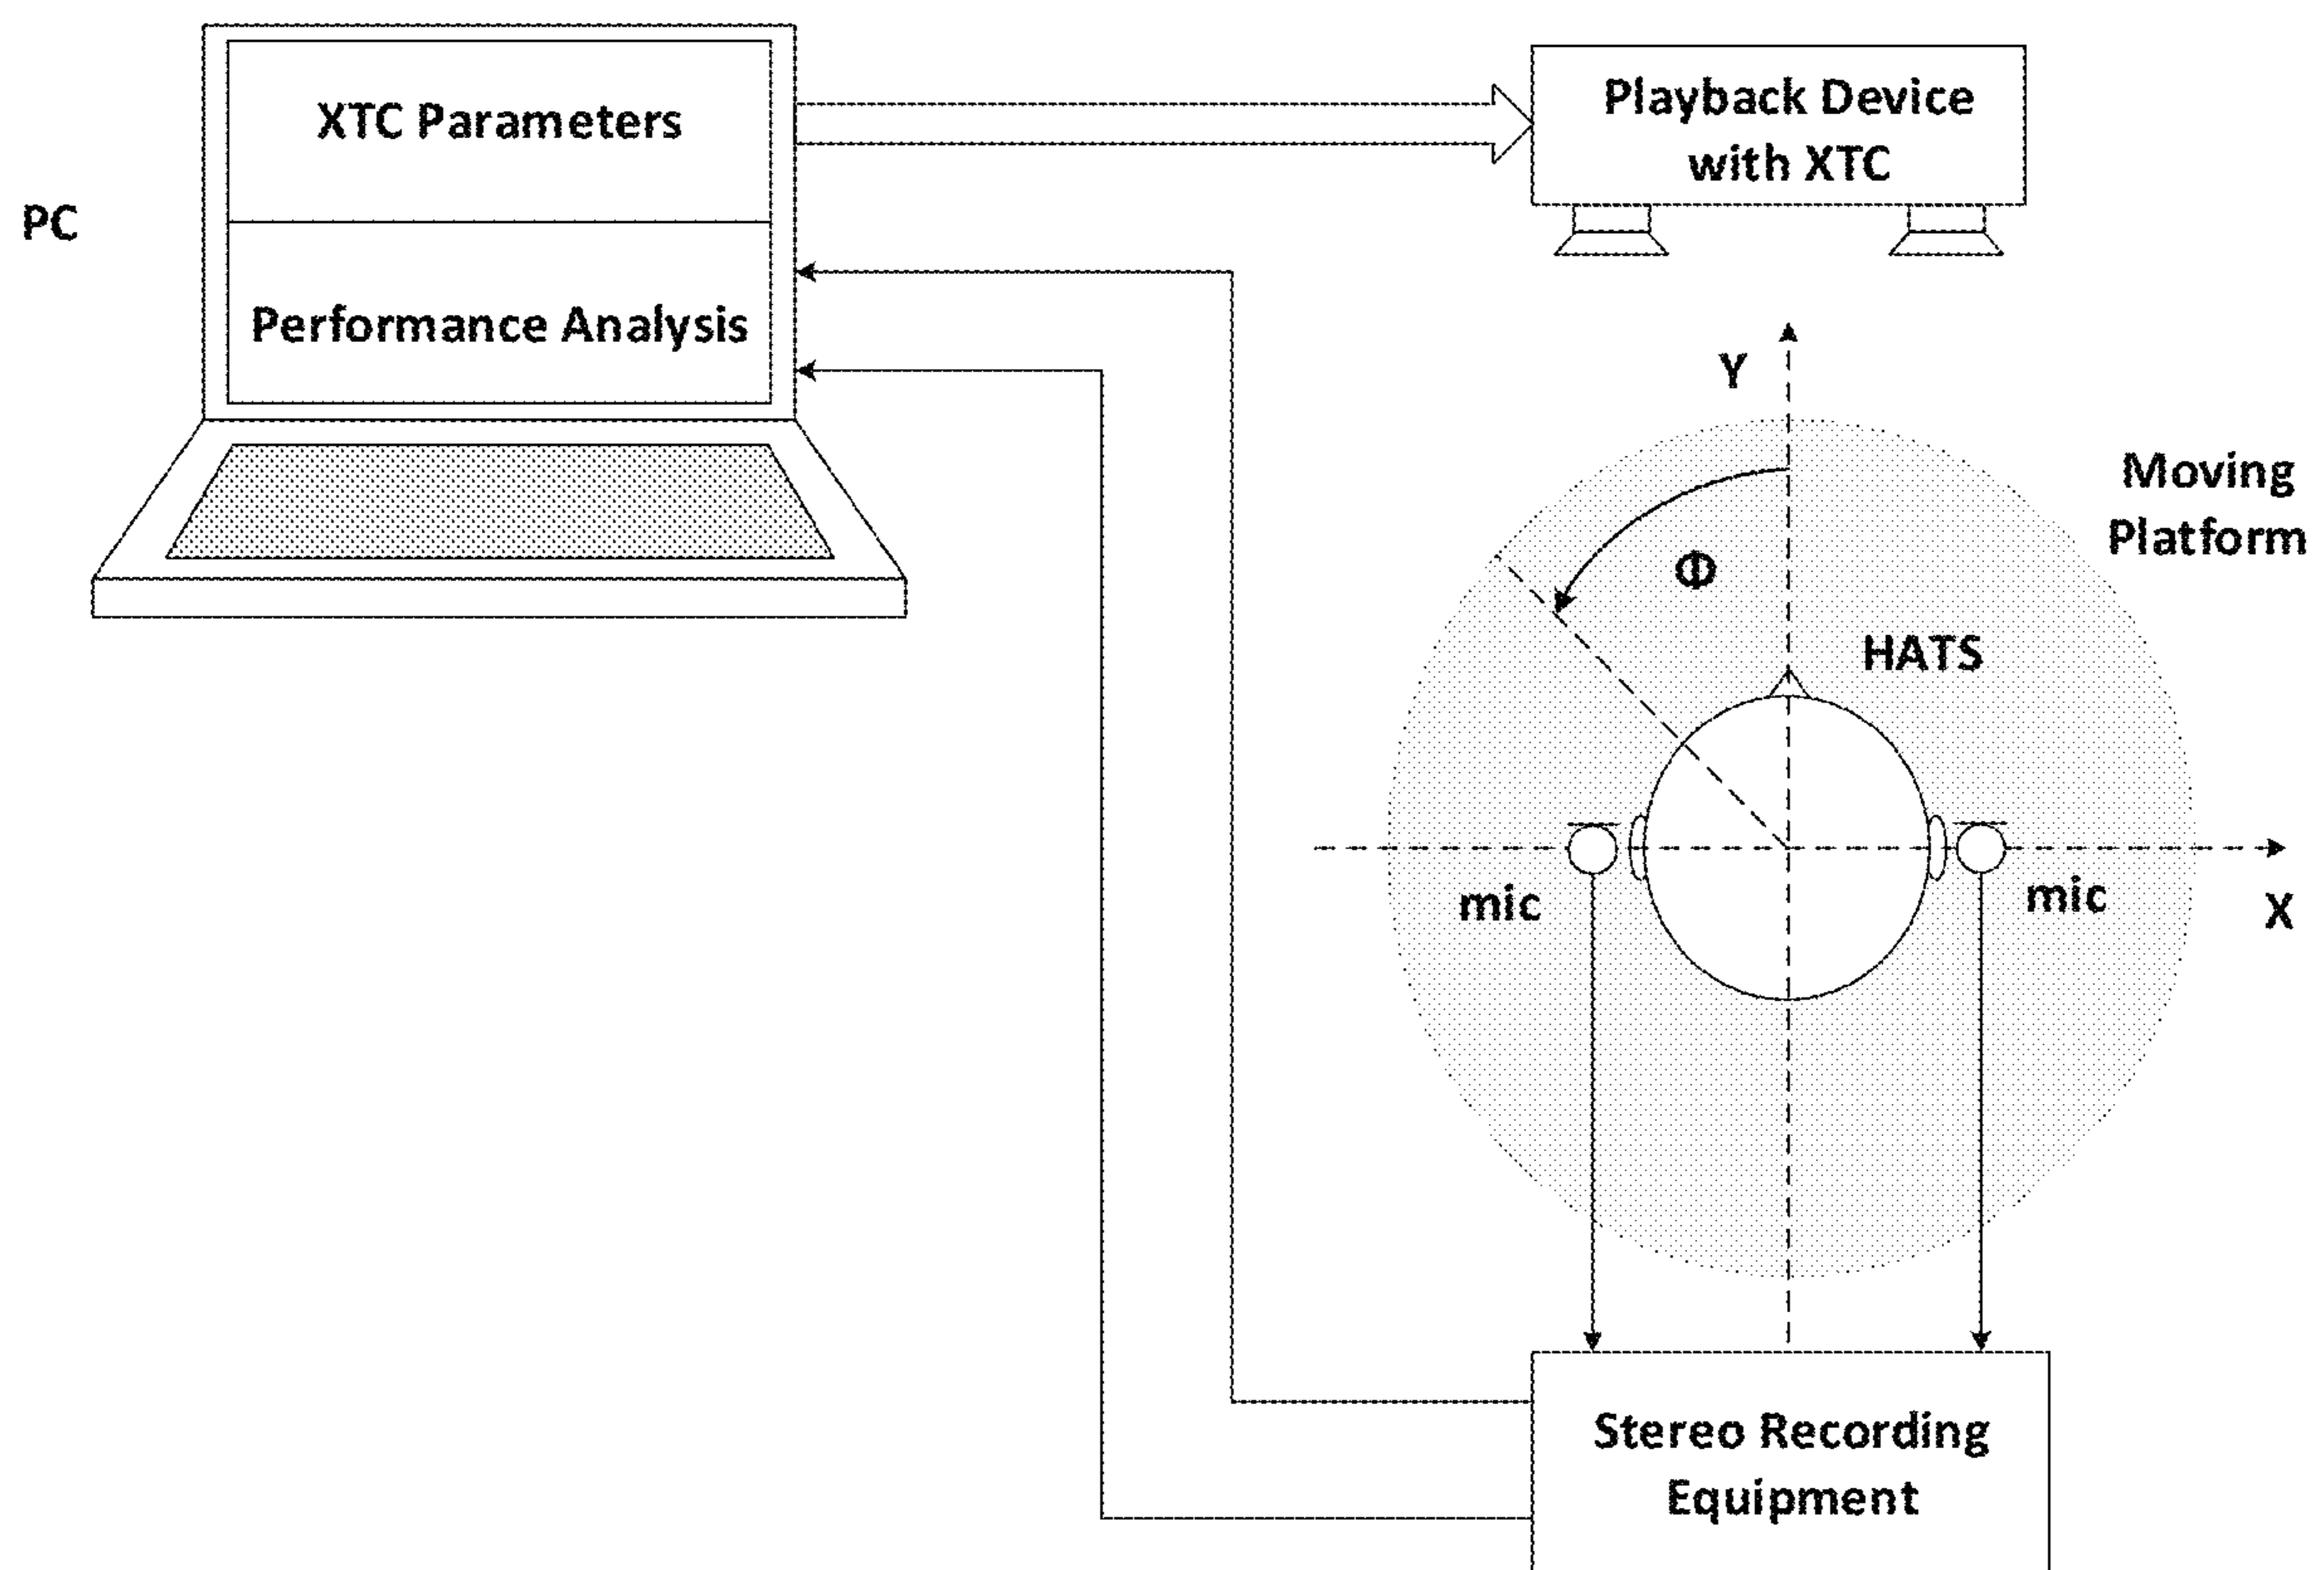 XTC Parameters
Playback Device
with XTC
PC
Performance Analysis
Y
Moving
Platform
Φ
HATS
mic
mic
X
Stereo Recording
Equipment